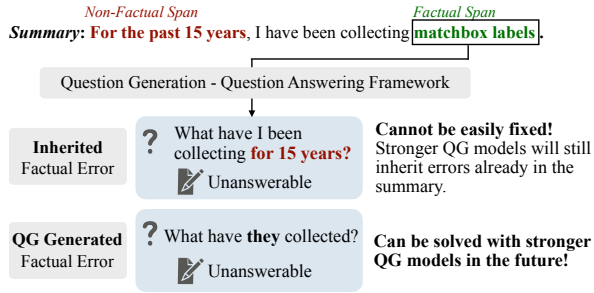 Non-Factual Span
Factual Span
Summary: For the past 15 years, I have been collecting matchbox labels.
Question Generation - Question Answering Framework
Inherited
Factual Error
?
What have I been
collecting for 15 years?
Unanswerable
Cannot be easily fixed!
Stronger QG models will still
inherit errors already in the
summary.
QG Generated
Factual Error
?
What have they collected?
Unanswerable
Can be solved with stronger
QG models in the future!